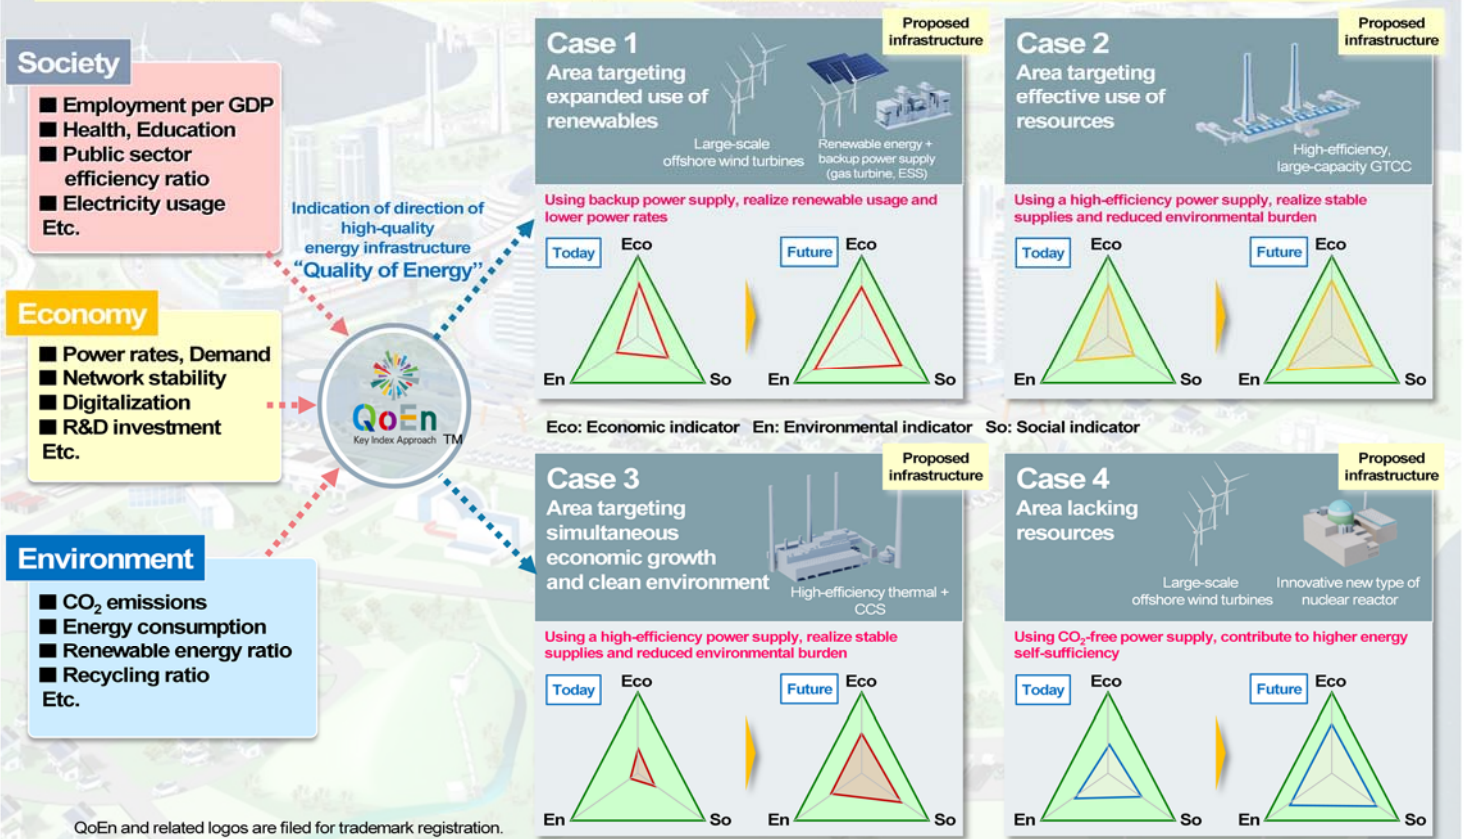 Society
■ Employment per GDP
■ Health, Education
■ Public sector
efficiency ratio
■ Electricity usage
Etc.
Economy
■ Power rates, Demand
■ Network stability
■ Digitalization
■ R&D investment
Etc.
Environment
■ CO₂ emissions
■ Energy consumption
■ Renewable energy ratio
■ Recycling ratio
Etc.
Indication of direction of
high-quality
energy infrastructure
“Quality of Energy”
QoEn
Key Index Approach TM
Case 1
Area targeting
expanded use of
renewables
Proposed
infrastructure
Large-scale
offshore wind turbines
Renewable energy +
backup power supply
(gas turbine, ESS)
Using backup power supply, realize renewable usage and
lower power rates
Today
Eco
En
So
Future
Eco
En
So
Case 2
Area targeting
effective use of
resources
Proposed
infrastructure
High-efficiency,
large-capacity GTCC
Using a high-efficiency power supply, realize stable
supplies and reduced environmental burden
Today
Eco
En
So
Future
Eco
En
So
Eco: Economic indicator En: Environmental indicator So: Social indicator
Case 3
Area targeting
simultaneous
economic growth
and clean environment
Proposed
infrastructure
High-efficiency thermal +
CCS
Using a high-efficiency power supply, realize stable
supplies and reduced environmental burden
Today
Eco
En
So
Future
Eco
En
So
Case 4
Area lacking
resources
Proposed
infrastructure
Large-scale
offshore wind turbines
Innovative new type of
nuclear reactor
Using CO₂-free power supply, contribute to higher energy
self-sufficiency
Today
Eco
En
So
Future
Eco
En
So
QoEn and related logos are filed for trademark registration.